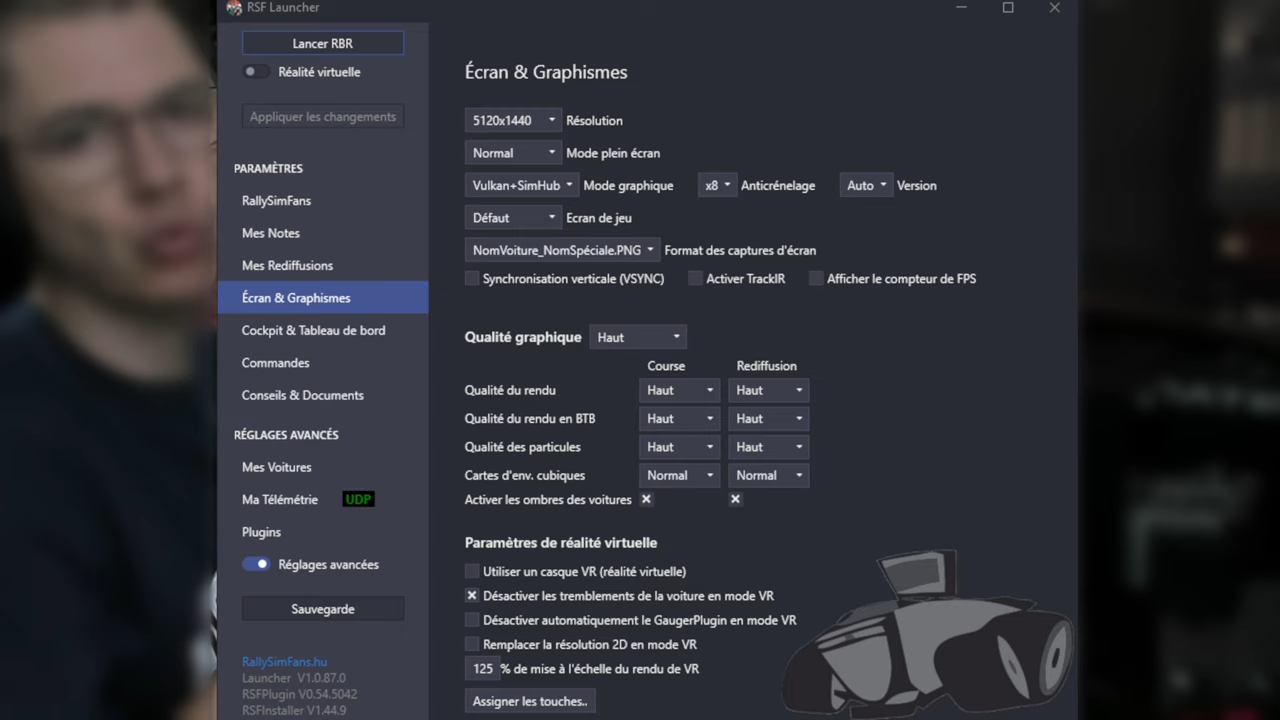 RSF Launcher
Lancer RBR
Réalité virtuelle
Appliquer les changements
PARAMÈTRES
RallySimFans
Mes Notes
Mes Rediffusions
Écran & Graphismes
Cockpit & Tableau de bord
Commandes
Conseils & Documents
RÉGLAGES AVANCÉS
Mes Voitures
Ma Télémétrie UDP
Plugins
Réglages avancées
Sauvegarde
RallySimFans.hu
Launcher V1.0.87.0
RSFPlugin V0.54.5042
RSFInstaller V1.44.9
Écran & Graphismes
5120x1440 Résolution
Normal Mode plein écran
Vulkan+SimHub Mode graphique x8 Anticrénelage Auto Version
Défaut Ecran de jeu
NomVoiture_NomSpéciale.PNG Format des captures d'écran
Synchronisation verticale (VSYNC) Activer TrackIR Afficher le compteur de FPS
Qualité graphique Haut
Course Rediffusion
Qualité du rendu Haut Haut
Qualité du rendu en BTB Haut Haut
Qualité des particules Haut Haut
Cartes d'env. cubiques Normal Normal
Activer les ombres des voitures
Paramètres de réalité virtuelle
Utiliser un casque VR (réalité virtuelle)
Désactiver les tremblements de la voiture en mode VR
Désactiver automatiquement le GaugerPlugin en mode VR
Remplacer la résolution 2D en mode VR
125 % de mise à l'échelle du rendu de VR
Assigner les touches..